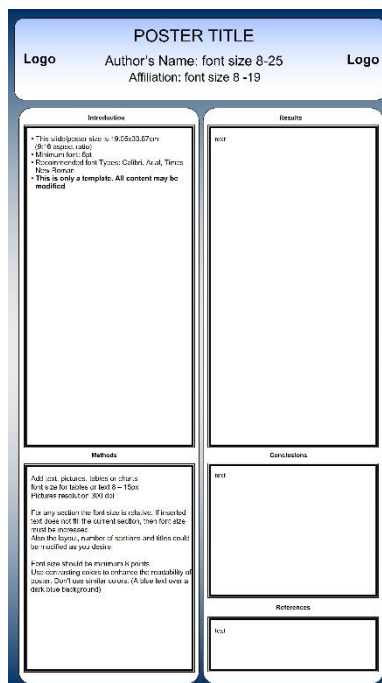 POSTER TITLE
Logo
Author's Name: font size 8-25
Logo
Affiliation: font size 8 -19
Introduction
• This slide/poster size is 19.05x33.87cm
(9:16 aspect ratio)
• Minimum font: 8pt
• Recommended font Types: Calibri, Arial, Times
New Roman
• This is only a template. All content may be
modified
Methods
Add text, pictures, tables or charts
font size for tables or text 8 – 15px
Pictures resolution 300 dpi
For any section the font size is relative. If inserted
text does not fill the current section, then font size
must be increased.
Also the layout, number of sections and titles could
be modified as you desire
Font size should be minimum 8 points
Use contrasting colors to enhance the readability of
poster. Don't use similar colors. (A blue text over a
dark blue background)
Results
text
Conclusions
text
References
text